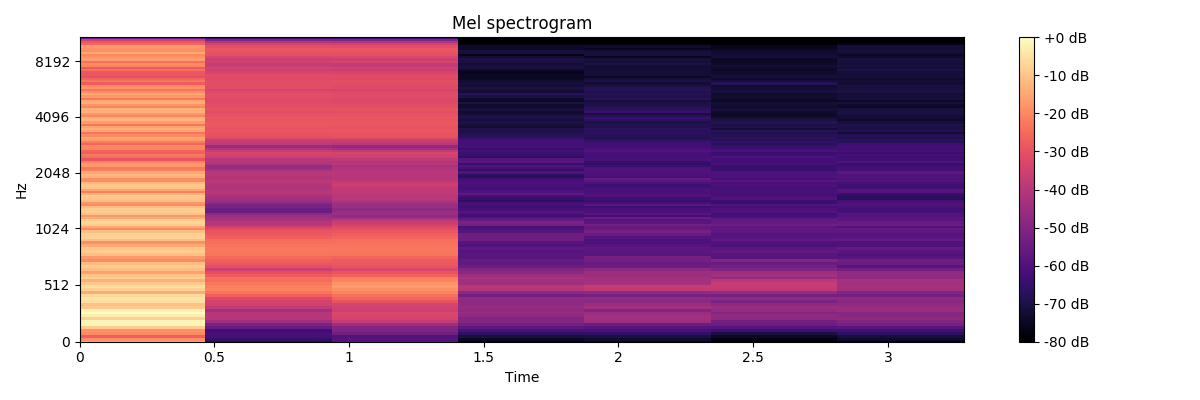 Mel spectrogram
Hz
8192
4096
2048
1024
512
0
0 0.5 1 1.5 2 2.5 3
Time
+0 dB
-10 dB
-20 dB
-30 dB
-40 dB
-50 dB
-60 dB
-70 dB
-80 dB